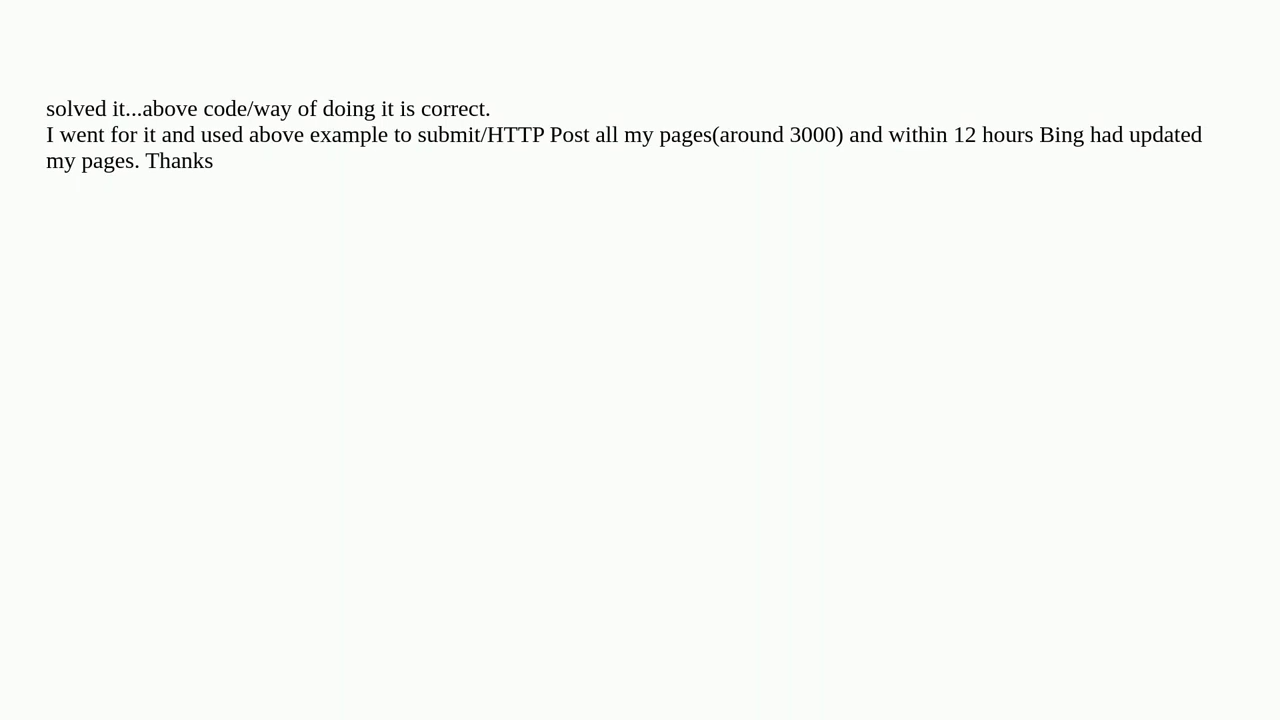 solved it...above code/way of doing it is correct.
I went for it and used above example to submit/HTTP Post all my pages(around 3000) and within 12 hours Bing had updated
my pages. Thanks